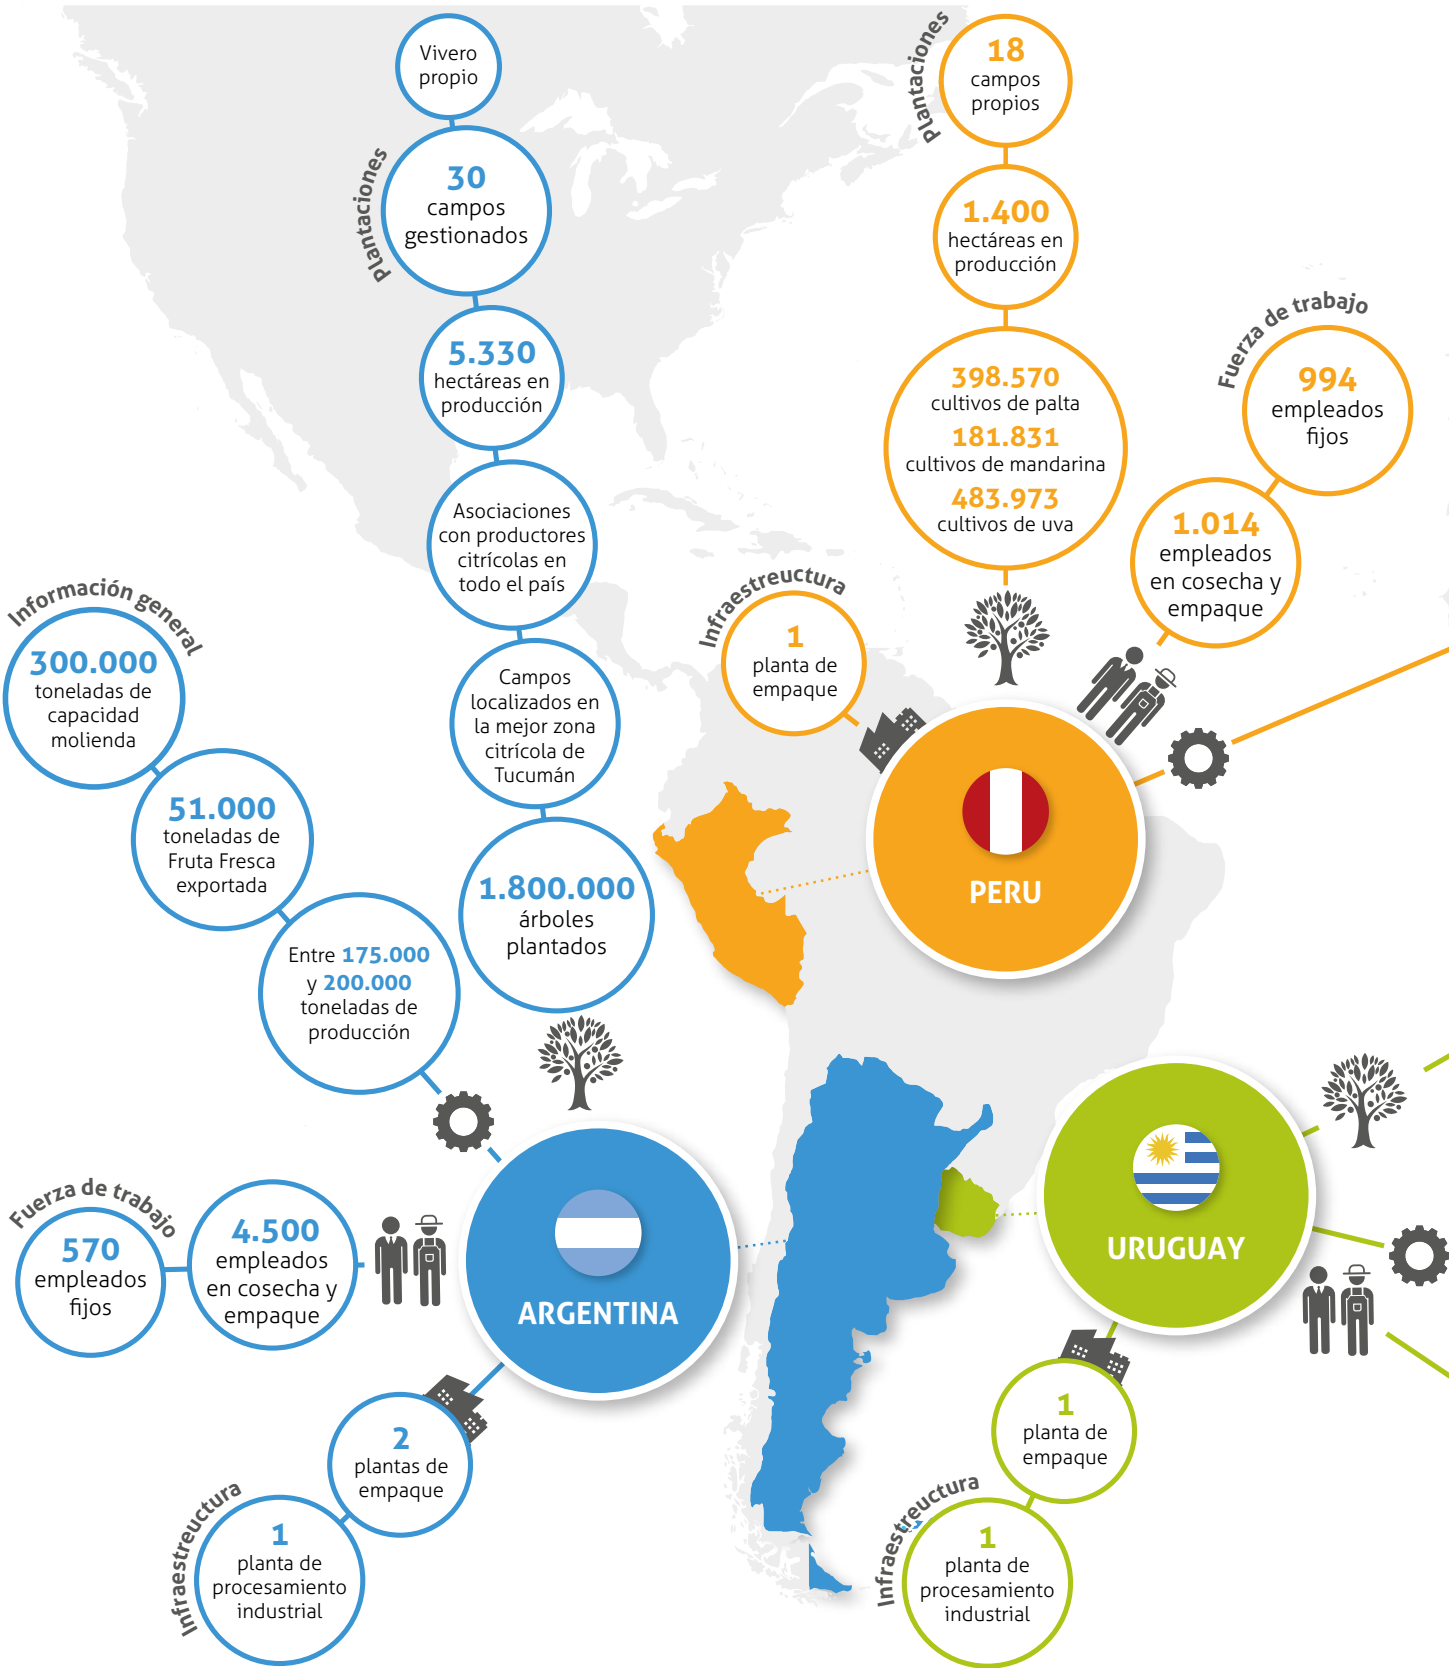 Vivero
propio
Plantaciones
30
campos
gestionados
5.330
hectáreas en
producción
Asociaciones
con productores
citrícolas en
todo el país
Campos
localizados en
la mejor zona
citrícola de
Tucumán
1.800.000
árboles
plantados
Información general
300.000
toneladas de
capacidad
molienda
51.000
toneladas de
Fruta Fresca
exportada
Entre 175.000
y 200.000
toneladas de
producción
Fuerza de trabajo
570
empleados
fijos
4.500
empleados
en cosecha y
empaque
ARGENTINA
2
plantas de
empaque
Infraestreuctura
1
planta de
procesamiento
industrial
Plantaciones
18
campos
propios
1.400
hectáreas en
producción
398.570
cultivos de palta
181.831
cultivos de mandarina
483.973
cultivos de uva
Fuerza de trabajo
994
empleados
fijos
1.014
empleados
en cosecha y
empaque
Infraestreuctura
1
planta de
empaque
PERU
URUGUAY
1
planta de
empaque
Infraestreuctura
1
planta de
procesamiento
industrial